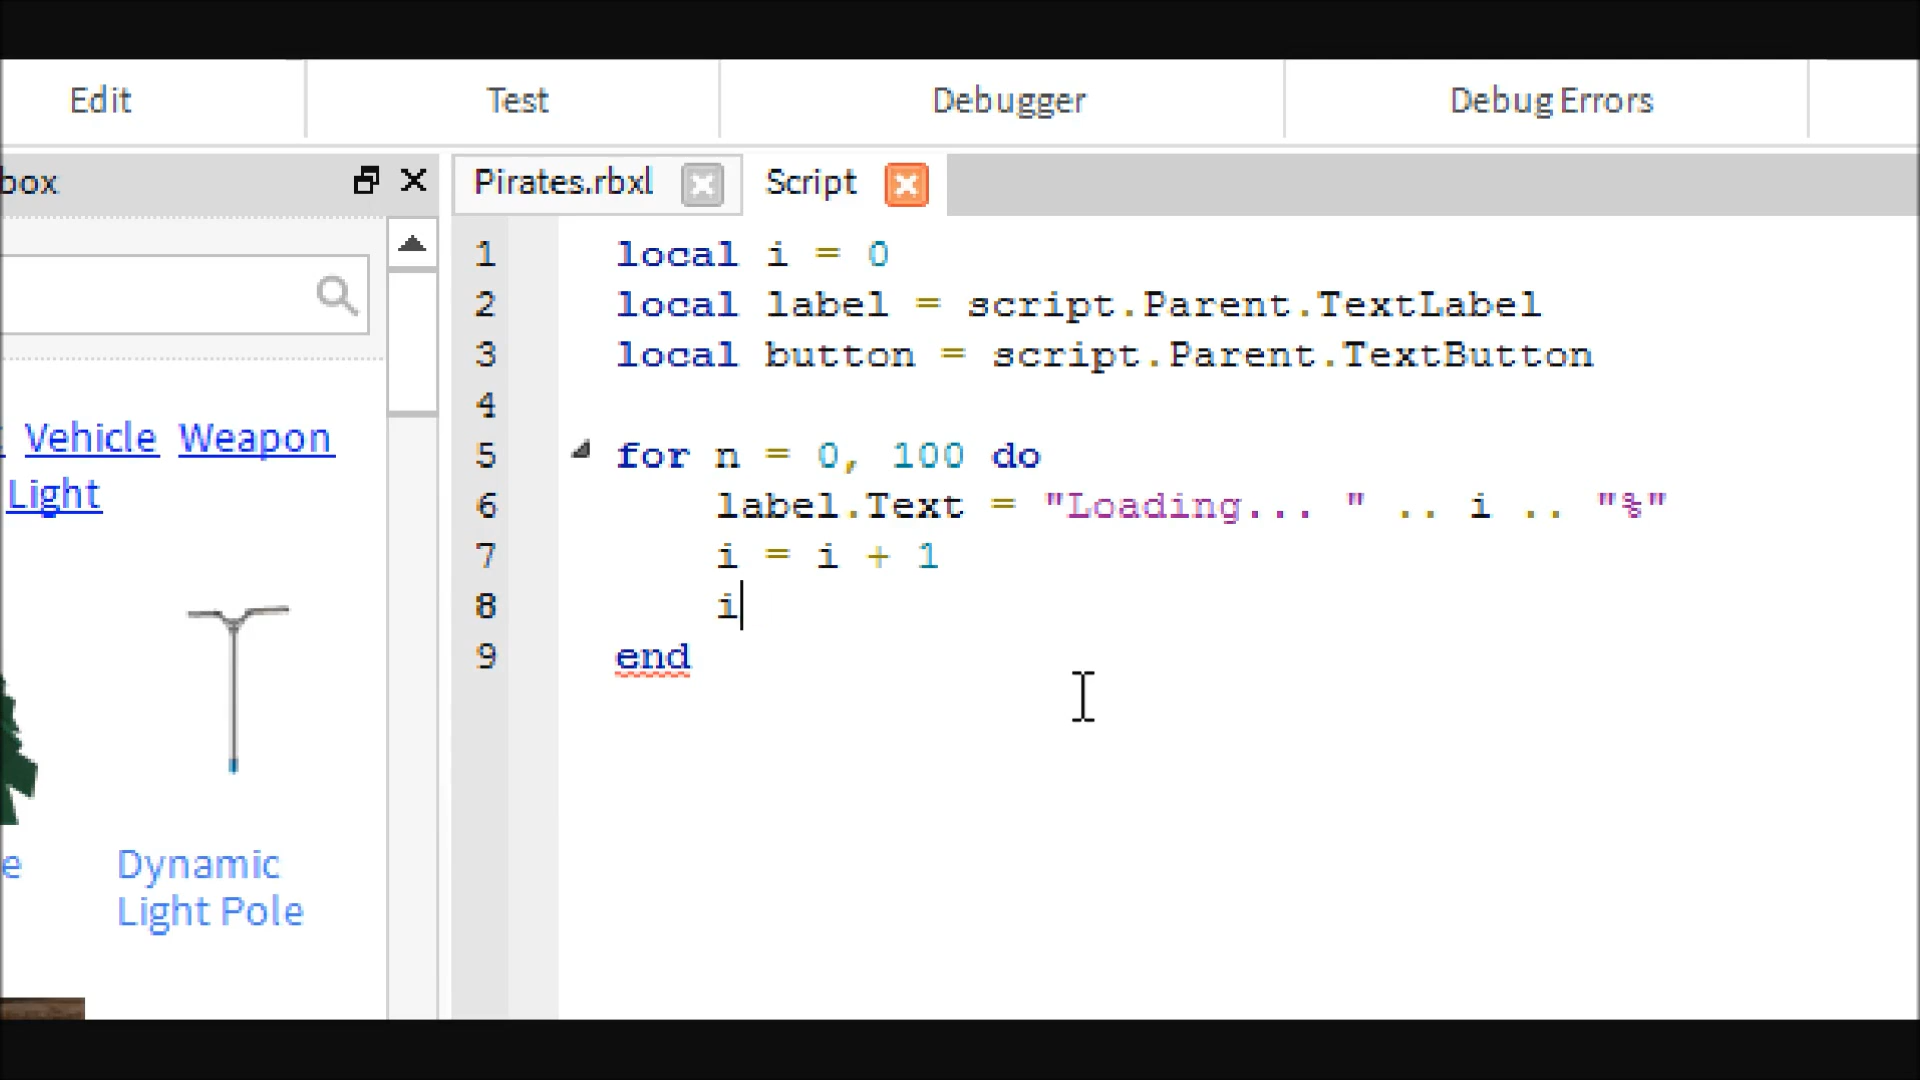 Edit Test Debugger Debug Errors
box Pirates.rbxl Script
1 local i = 0
2 local label = script.Parent.TextLabel
3 local button = script.Parent.TextButton
4
5 for n = 0, 100 do
6 label.Text = "Loading... " .. i .. "%"
7 i = i + 1
8 i
9 end
Vehicle Weapon
Light
e Dynamic
Light Pole